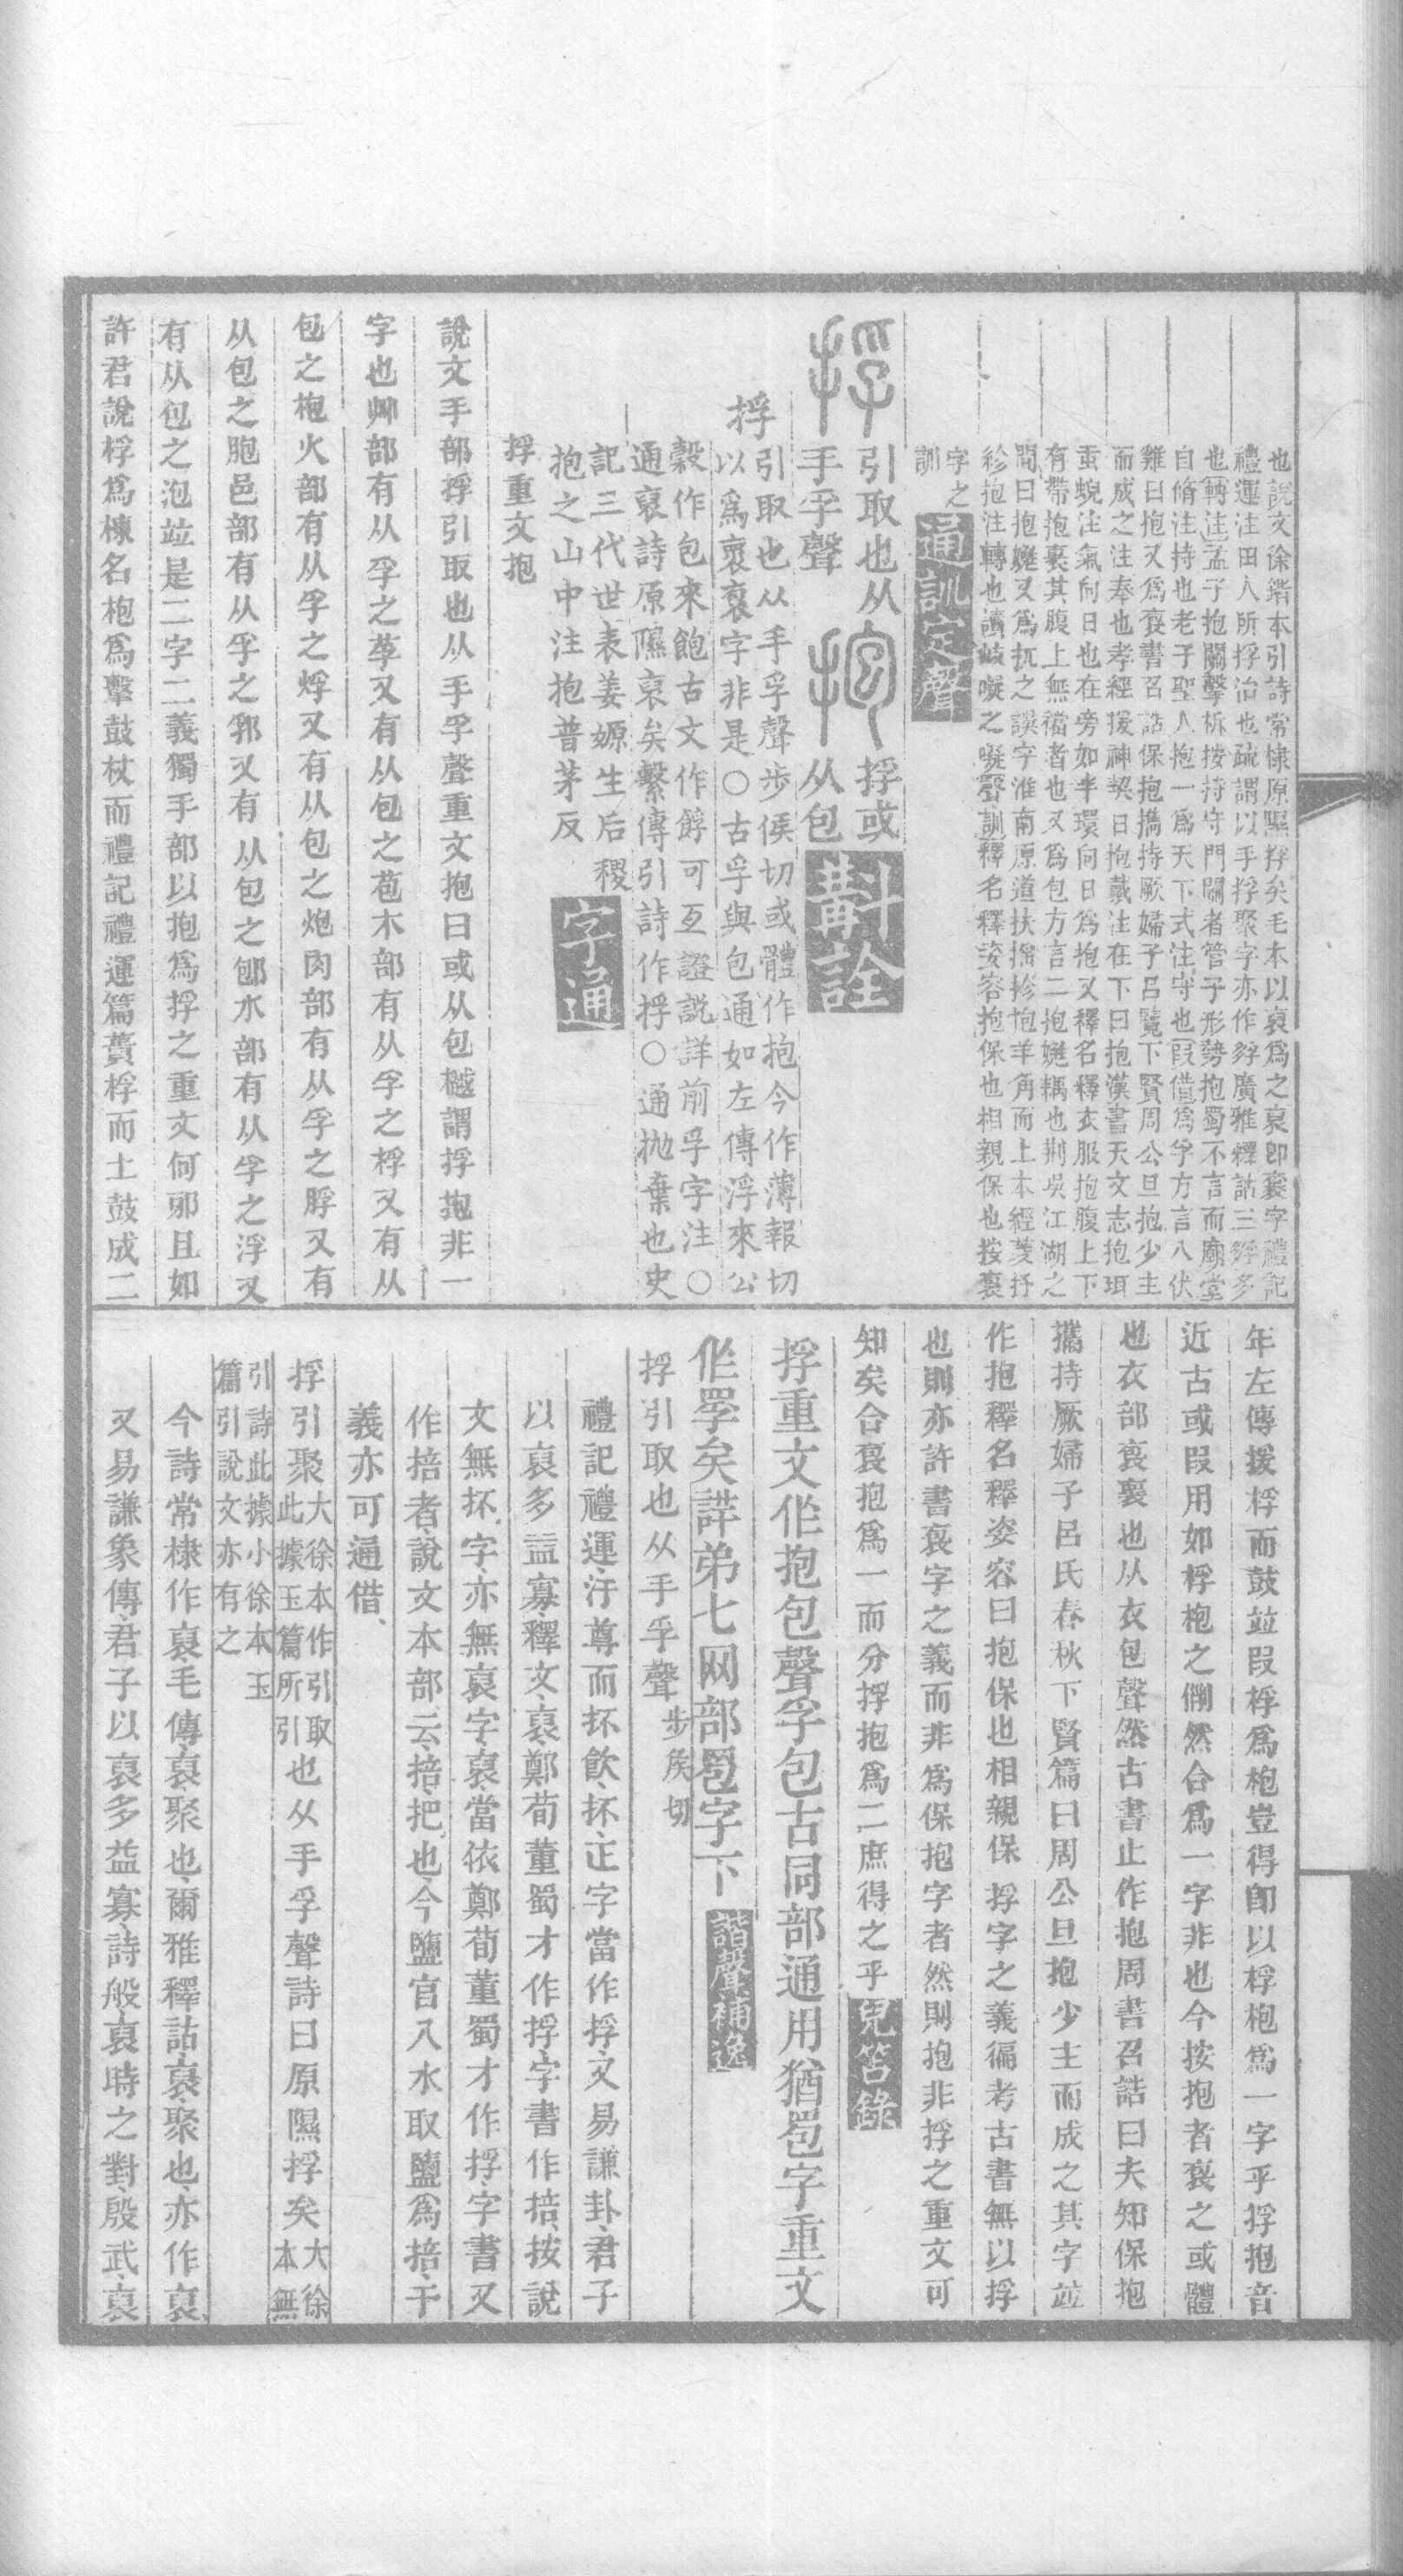 也說文徐鍇本引詩常棣原隰捊矣毛本以裒爲之裒卽褎字禮記
禮運注田人所捊治也疏謂以手捊聚字亦作㩠廣雅釋詁三㩠多
也轉注孟子抱關擊柝按持守門關者管子形勢抱蜀不言而廟堂
自脩注持也老子聖人抱一爲天下式注守也叚借爲孚方言八伏
雞曰抱又爲袌書召誥保抱攜持厥婦子呂覽下賢周公旦抱少主
而成之注奉也孝經援神契曰抱戴注在下曰抱漢書天文志抱珥
䖝蜺注氣向日也在旁如半環向日爲抱又釋名釋衣服抱腹上下
有帶抱裹其腹上無襠者也又爲包方言二抱㝃耦也荆吳江湖之
間曰抱㝃又爲抗之誤字淮南原道扶搖抮抱羊角而上本經菱抒
紾抱注轉也讀岐嶷之嶷聲訓釋名釋姿容抱保也相親保也按袌
字之
訓
通訓定聲
捊 引取也从手孚聲 抱 捊或从包
斠詮
捊 引取也从手孚聲步侯切或體作抱今作薄報切
以爲褱袌字非是○古孚與包通如左傳浮來公
穀作包來飽古文作䬪可互證説詳前孚字注○
通裒詩原隰裒矣繫傳引詩作捊○通拋棄也史
記三代世表姜嫄生后稷
抱之山中注抱普茅反
字通
捊重文抱
說文手部捊引取也从手孚聲重文抱曰或从包樾謂捊抱非一
字也艸部有从孚之莩又有从包之苞木部有从孚之桴又有从
包之枹火部有从孚之烰又有从包之炮肉部有从孚之脬又有
从包之胞邑部有从孚之郛又有从包之䣙水部有从孚之浮又
有从包之泡竝是二字二義獨手部以抱爲捊之重文何邪且如
許君說桴爲棟名枹爲擊鼓杖而禮記禮運篇蕢桴而土鼓成二
年左傳援桴而鼓竝叚桴爲枹豈得卽以桴枹爲一字乎捊抱音
近古或叚用如桴枹之例然合爲一字非也今按抱者袌之或體
也衣部袌褱也从衣包聲然古書止作抱周書召誥曰夫知保抱
攜持厥婦子呂氏春秋下賢篇曰周公旦抱少主而成之其字竝
作抱釋名釋姿容曰抱保也相親保捊字之義徧考古書無以捊
也則亦許書袌字之義而非爲保抱字者然則抱非捊之重文可
知矣合袌抱爲一而分捊抱爲二庶得之乎
兒笘錄
捊重文作抱包聲孚包古同部通用猶䍖字重文
作罦矣詳弟七网部䍖字下
諧聲補逸
捊引取也从手孚聲步矦切
禮記禮運、汙尊而抔飲、抔、正字當作捊、又易謙卦、君子
以裒多益寡、釋文、裒、鄭荀董蜀才作捊、字書作掊、按說
文無抔字、亦無裒字、裒、當依鄭荀董蜀才作捊、字書又
作掊者、說文本部云、掊、把也、今鹽官入水取鹽爲掊、于
義亦可通借、
捊引聚大徐本作引取此據玉篇所引也从手孚聲詩曰原隰捊矣大徐本無
引詩此據小徐本玉
篇引說文亦有之
今詩常棣作裒、毛傳、裒、聚也、爾雅釋詁、裒、聚也、亦作裒、
又易謙象傳、君子以裒多益寡、詩般、裒時之對、殷武、裒